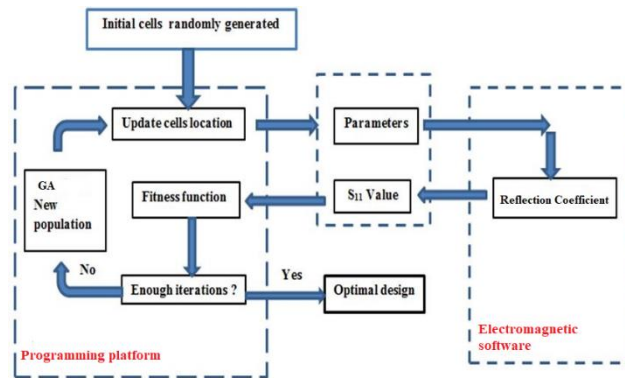 Initial cells randomly generated
Update cells location
Parameters
GA
New
population
Fitness function
S11 Value
Reflection Coefficient
No
Enough iterations ?
Yes
Optimal design
Programming platform
Electromagnetic
software